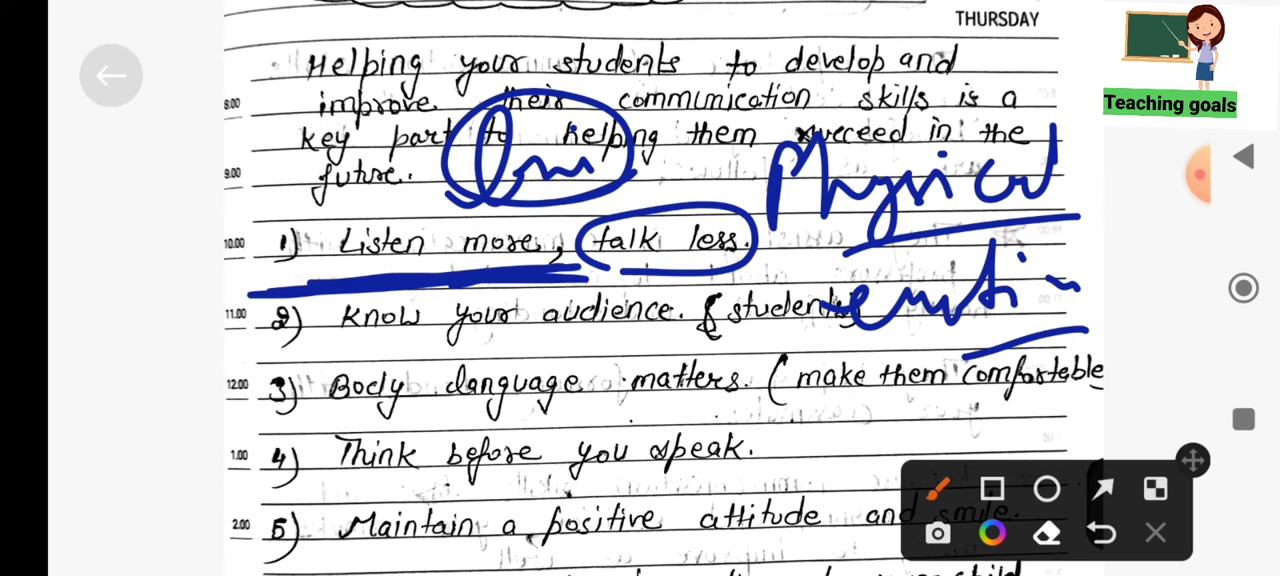 THURSDAY
Teaching goals
Helping your students to develop and
8.00 improve their communication skills is a
key part to helping them succeed in the
9.00 future.
Physical
10.00 1) Listen more, talk less.
11.00 2) Know your audience. (students)
12.00 3) Body language matters. (make them comfortable
1.00 4) Think before you speak.
2.00 5) Maintain a positive attitude and smile.
child